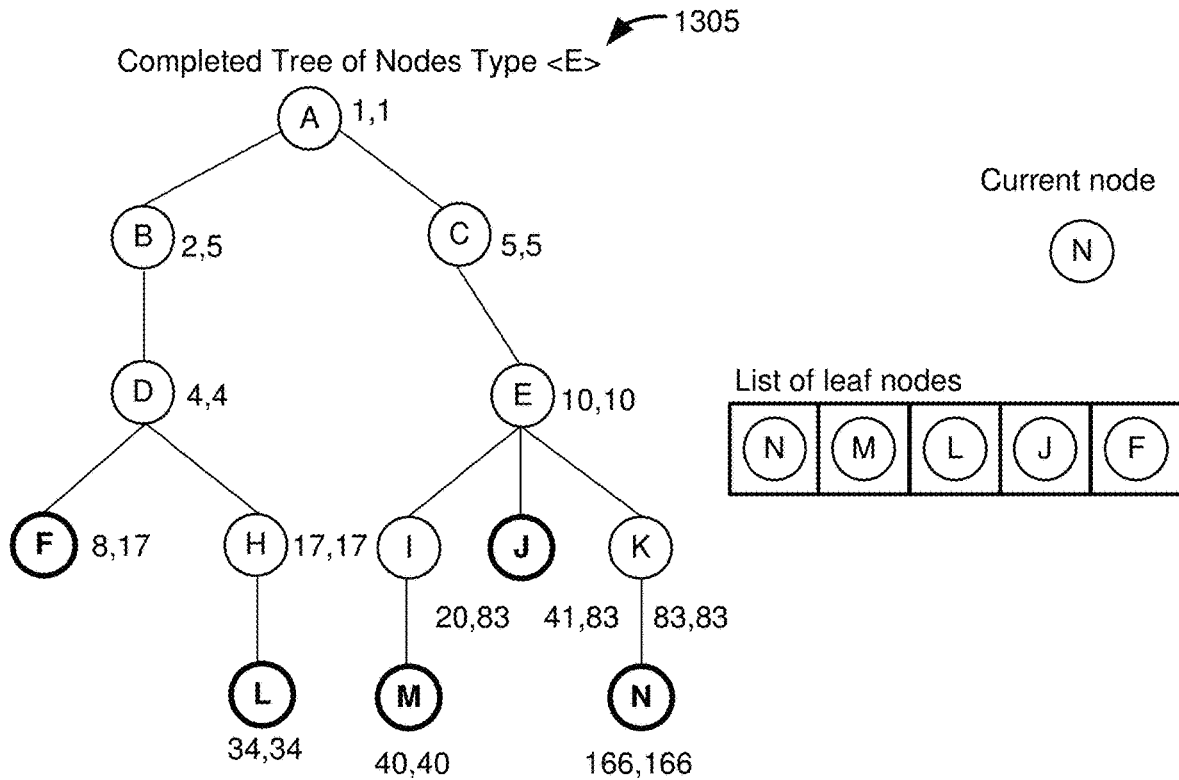 1305
Completed Tree of Nodes Type <E>
A 1,1
Current node
B 2,5 C 5,5 N
D 4,4 E 10,10
List of leaf nodes
N M L J F
F 8,17 H 17,17 I J K
20,83 41,83 83,83
L M N
34,34 40,40 166,166